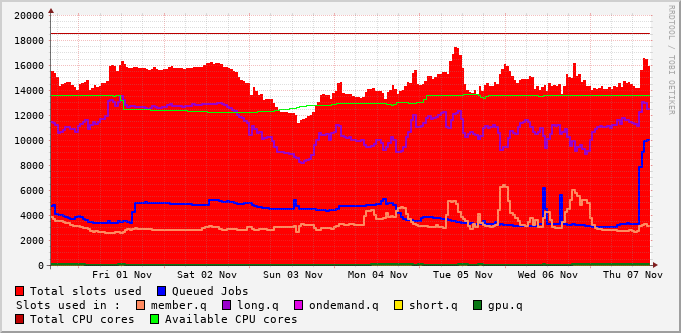 20000
18000
16000
14000
12000
10000
8000
6000
4000
2000
0
Fri 01 Nov Sat 02 Nov Sun 03 Nov Mon 04 Nov Tue 05 Nov Wed 06 Nov Thu 07 Nov
Total slots used Queued Jobs
Slots used in : member.q long.q ondemand.q short.q gpu.q
Total CPU cores Available CPU cores
RRDTOOL / TOBI OETIKER